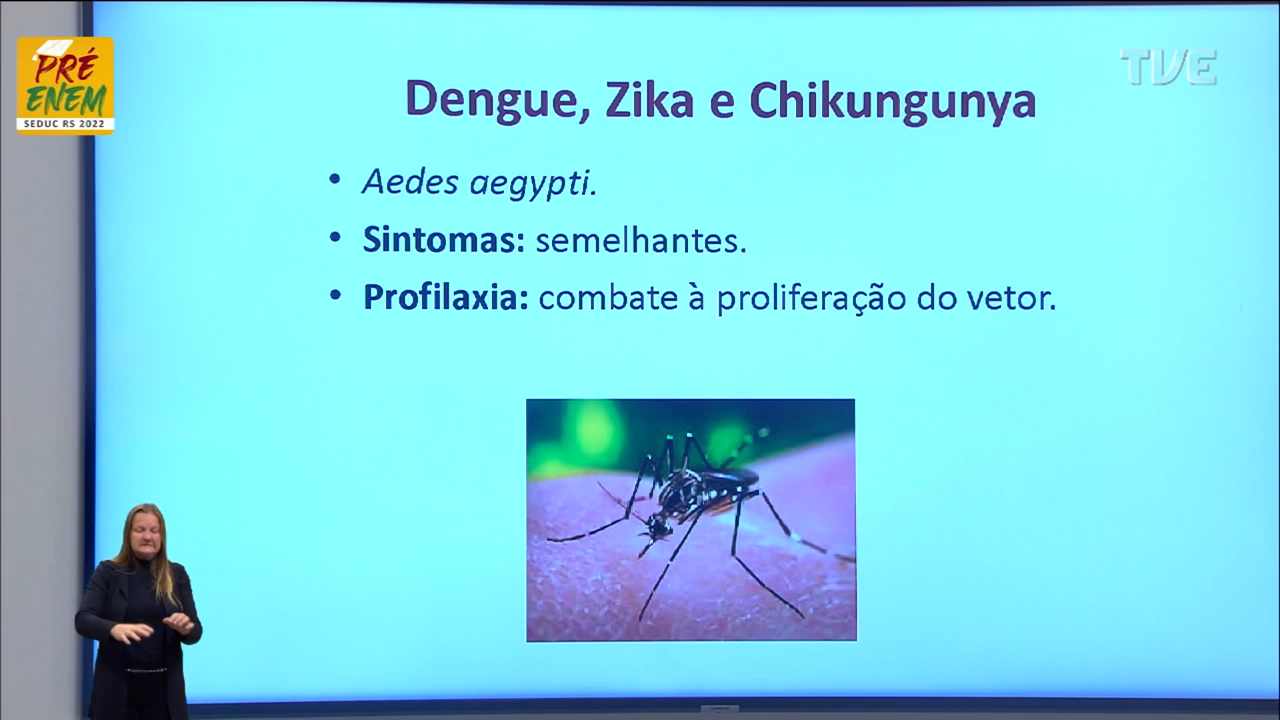 PRÉ
ENEM
SEDUC RS 2022
TVE
Dengue, Zika e Chikungunya
• Aedes aegypti.
• Sintomas: semelhantes.
• Profilaxia: combate à proliferação do vetor.